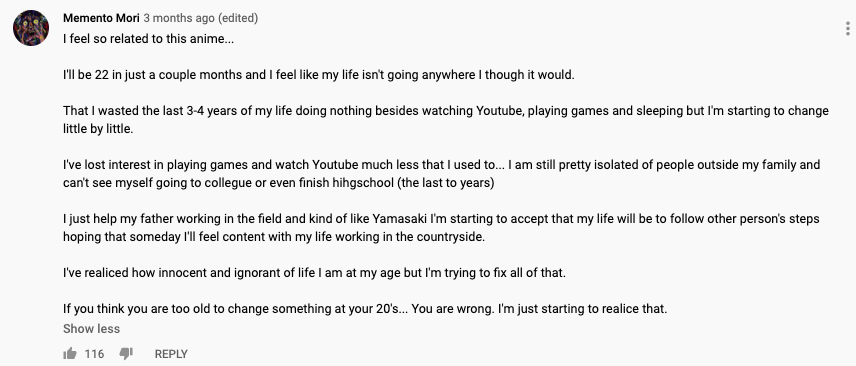 Memento Mori 3 months ago (edited)
I feel so related to this anime...
I'll be 22 in just a couple months and I feel like my life isn't going anywhere I though it would.
That I wasted the last 3-4 years of my life doing nothing besides watching Youtube, playing games and sleeping but I'm starting to change
little by little.
I've lost interest in playing games and watch Youtube much less that I used to... I am still pretty isolated of people outside my family and
can't see myself going to collegue or even finish hihgschool (the last to years)
I just help my father working in the field and kind of like Yamasaki I'm starting to accept that my life will be to follow other person's steps
hoping that someday I'll feel content with my life working in the countryside.
I've realiced how innocent and ignorant of life I am at my age but I'm trying to fix all of that.
If you think you are too old to change something at your 20's... You are wrong. I'm just starting to realice that.
Show less
116 REPLY